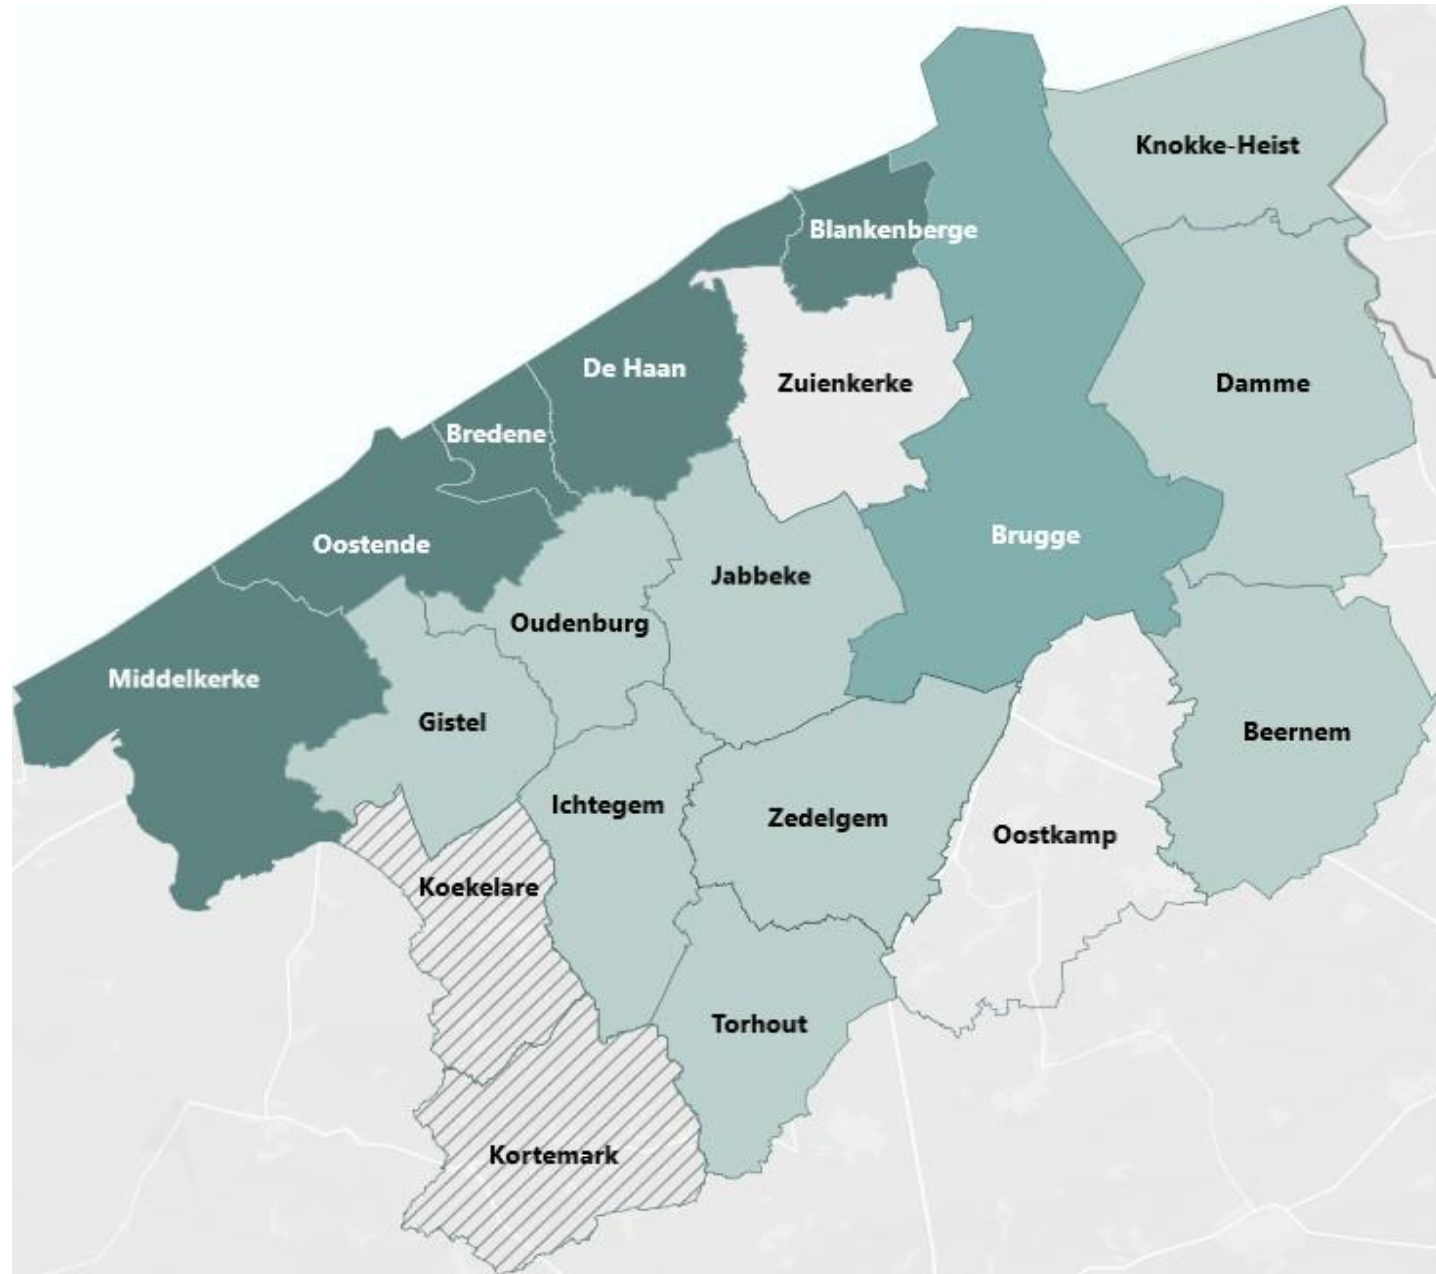 Knokke-Heist
Blankenberge
De Haan
Zuienkerke
Damme
Bredene
Brugge
Oostende
Jabbeke
Oudenburg
Middelkerke
Gistel
Beernem
Ichtegem
Zedelgem
Oostkamp
Koekelare
Torhout
Kortemark